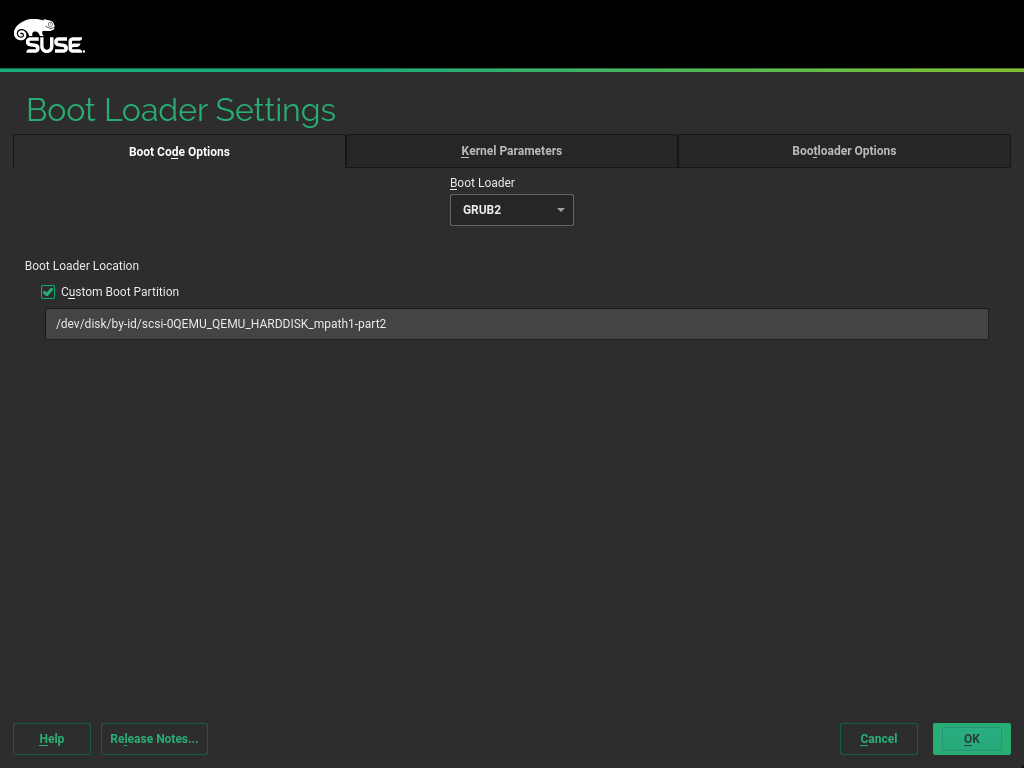 SUSE.
Boot Loader Settings
Boot Code Options
Kernel Parameters
Bootloader Options
Boot Loader
GRUB2
Boot Loader Location
Custom Boot Partition
/dev/disk/by-id/scsi-0QEMU_QEMU_HARDDISK_mpath1-part2
Help
Release Notes...
Cancel
OK